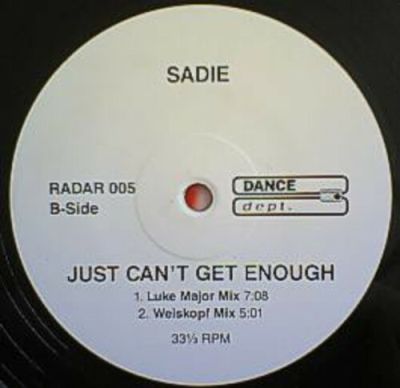 SADIE
RADAR 005
B-Side
DANCE
dept.
JUST CAN'T GET ENOUGH
1. Luke Major Mix 7:08
2. Weiskopf Mix 5:01
33⅓ RPM